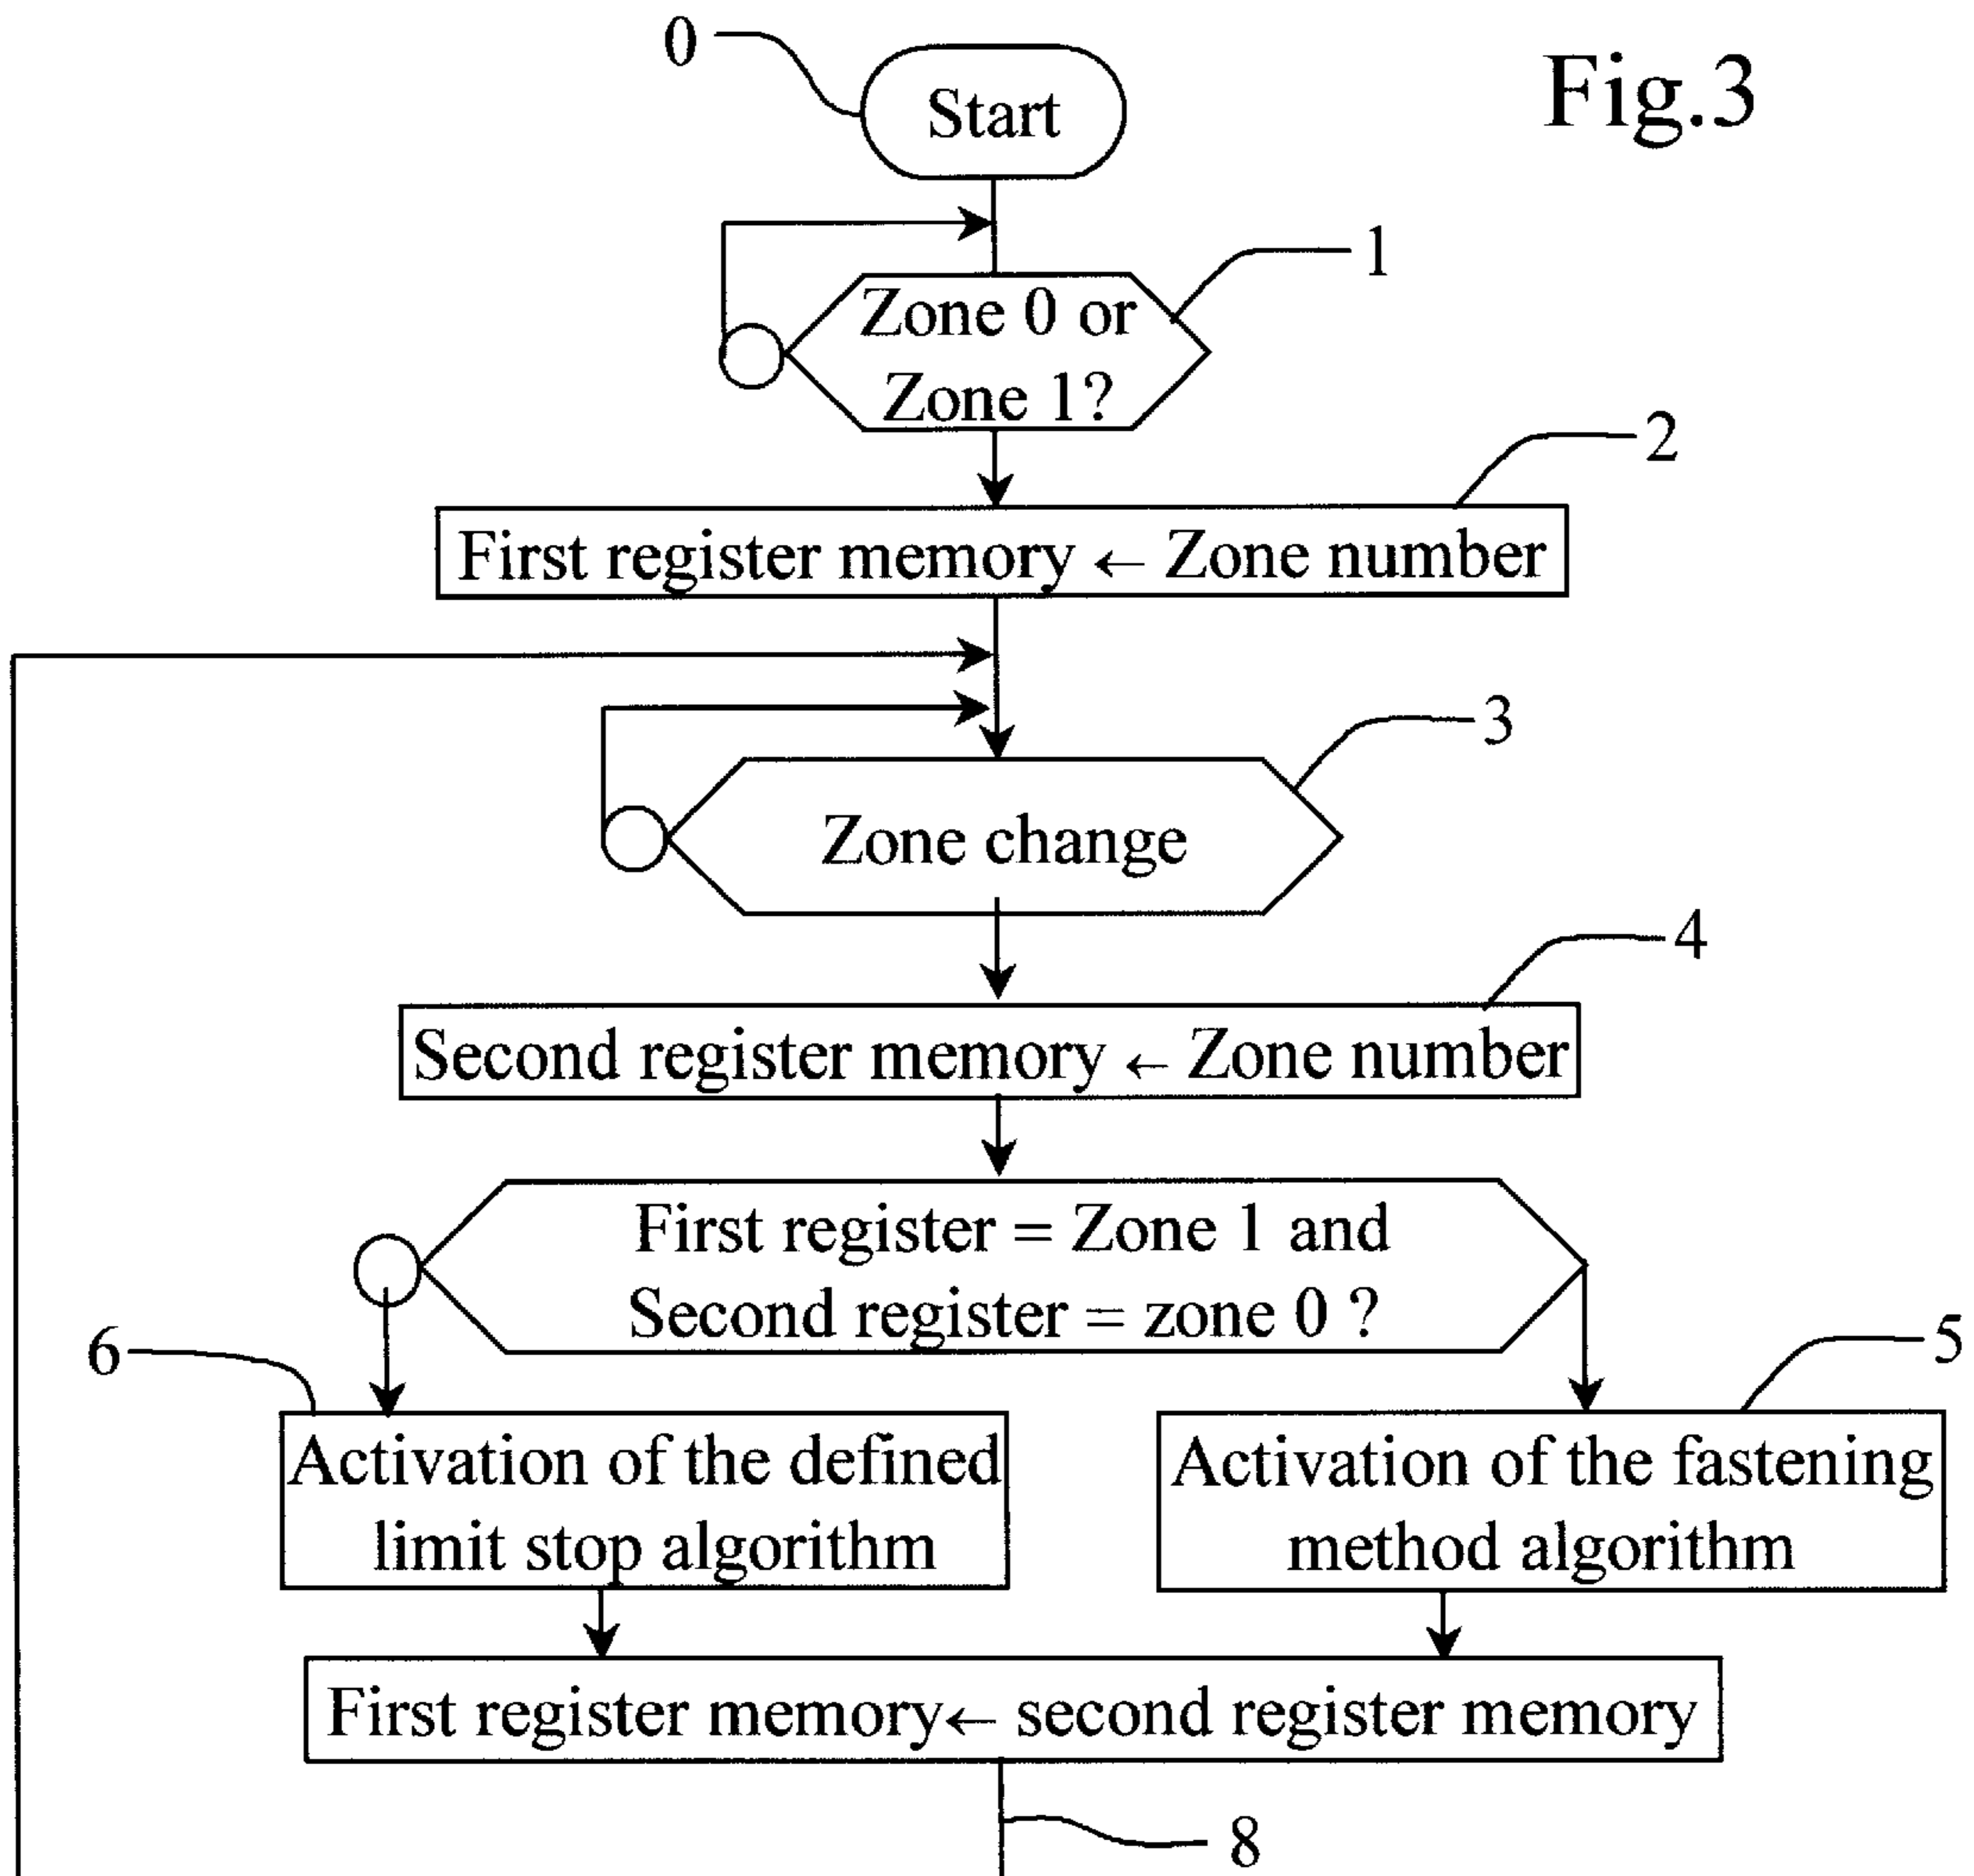 0
Start
Fig.3
1
Zone 0 or
Zone 1?
2
First register memory ← Zone number
3
Zone change
4
Second register memory ← Zone number
First register = Zone 1 and
Second register = zone 0 ?
6
5
Activation of the defined
limit stop algorithm
Activation of the fastening
method algorithm
First register memory← second register memory
8